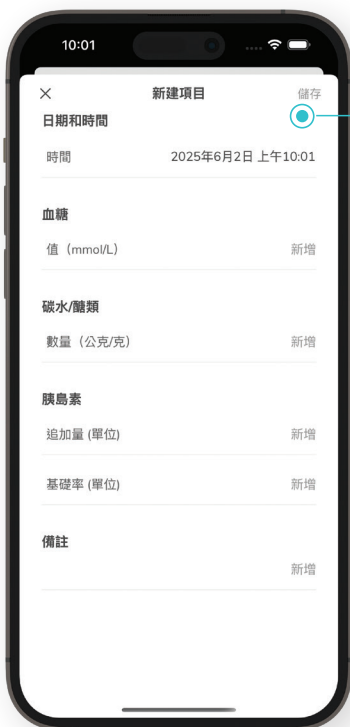 10:01
新建項目
儲存
日期和時間
時間 2025年6月2日 上午10:01
血糖
值（mmol/L） 新增
碳水/醣類
數量（公克/克） 新增
胰島素
追加量 (單位) 新增
基礎率 (單位) 新增
備註
新增